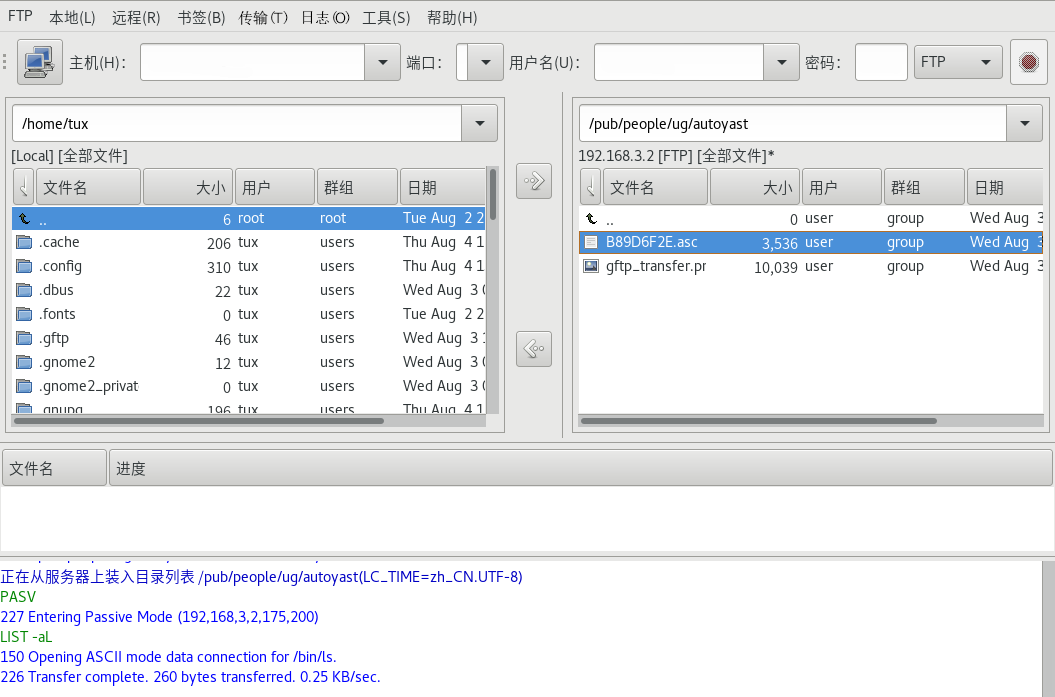 FTP 本地(L) 远程(R) 书签(B) 传输(T) 日志(O) 工具(S) 帮助(H)
主机(H)： 端口： 用户名(U)： 密码： FTP
/home/tux
[Local] [全部文件]
文件名 大小 用户 群组 日期
.. 6 root root Tue Aug 2 2
.cache 206 tux users Thu Aug 4 1
.config 310 tux users Thu Aug 4 1
.dbus 22 tux users Wed Aug 3 0
.fonts 0 tux users Tue Aug 2 2
.gftp 46 tux users Wed Aug 3 1
.gnome2 12 tux users Wed Aug 3 0
.gnome2_privat 0 tux users Wed Aug 3 0
.gnupg 196 tux users Thu Aug 4 1
/pub/people/ug/autoyast
192.168.3.2 [FTP] [全部文件]*
文件名 大小 用户 群组 日期
.. 0 user group Wed Aug 3
B89D6F2E.asc 3,536 user group Wed Aug 3
gftp_transfer.pr 10,039 user group Wed Aug 3
文件名 进度
正在从服务器上装入目录列表 /pub/people/ug/autoyast(LC_TIME=zh_CN.UTF-8)
PASV
227 Entering Passive Mode (192,168,3,2,175,200)
LIST -aL
150 Opening ASCII mode data connection for /bin/ls.
226 Transfer complete. 260 bytes transferred. 0.25 KB/sec.